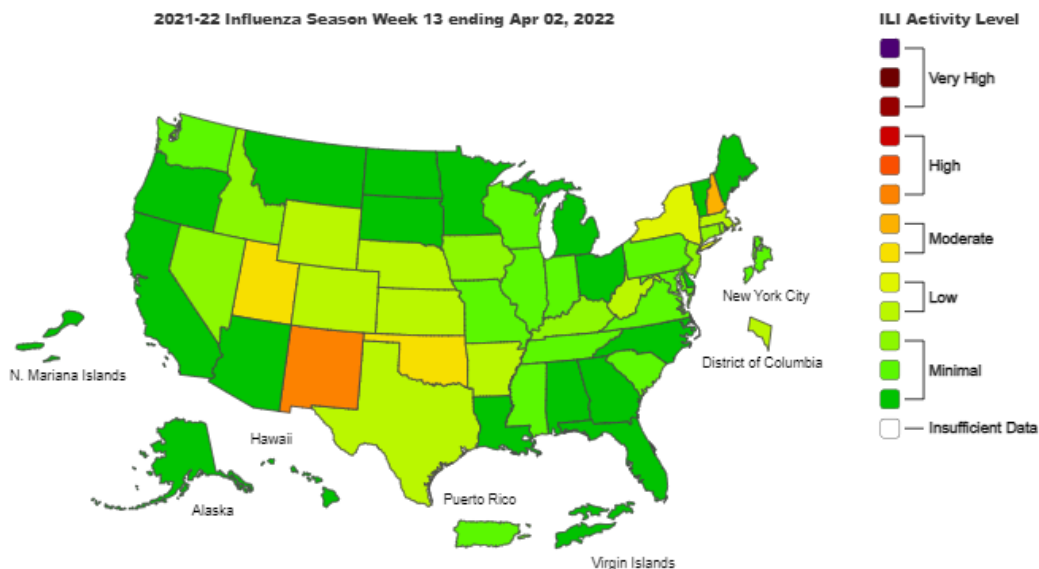 2021-22 Influenza Season Week 13 ending Apr 02, 2022
ILI Activity Level
Very High
High
Moderate
Low
Minimal
Insufficient Data
New York City
District of Columbia
N. Mariana Islands
Hawaii
Alaska
Puerto Rico
Virgin Islands